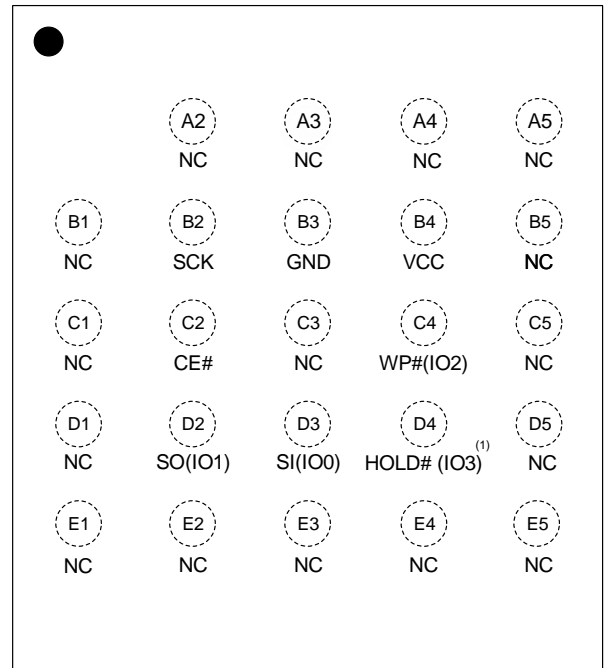 A2 A3 A4 A5
NC NC NC NC
B1 B2 B3 B4 B5
NC SCK GND VCC NC
C1 C2 C3 C4 C5
NC CE# NC WP#(IO2) NC
D1 D2 D3 D4 D5
NC SO(IO1) SI(IO0) HOLD# (IO3)(1) NC
E1 E2 E3 E4 E5
NC NC NC NC NC